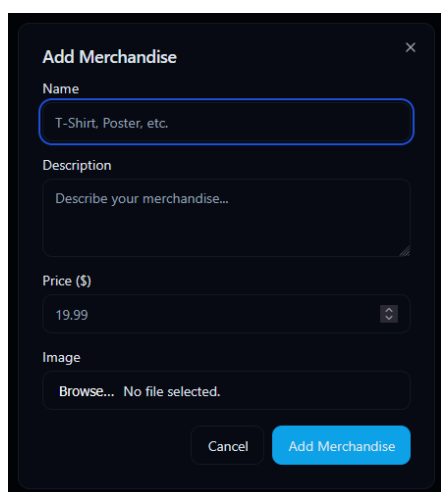 Add Merchandise
×
Name
T-Shirt, Poster, etc.
Description
Describe your merchandise...
Price ($)
19.99
Image
Browse... No file selected.
Cancel Add Merchandise